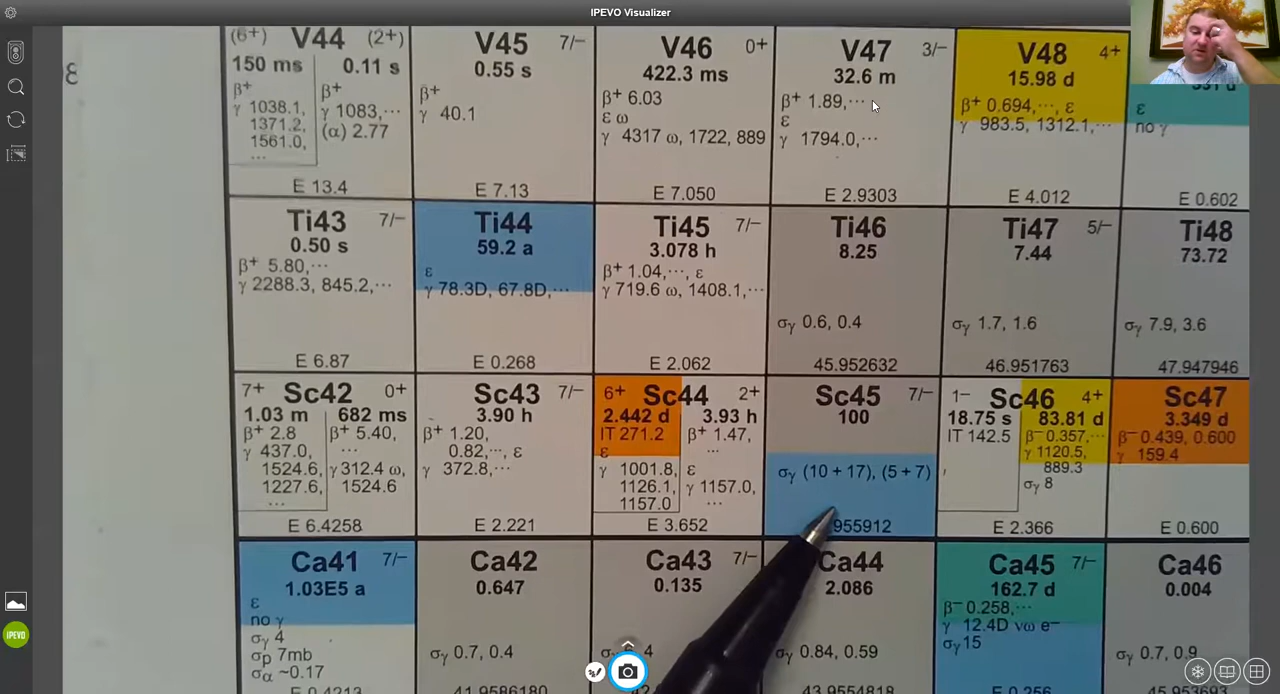 IPEVO Visualizer
(6+) V44 (2+)
150 ms 0.11 s
β+ β+
γ 1038.1, γ 1083,···
1371.2, (α) 2.77
1561.0,
···
E 13.4
V45 7/−
0.55 s
β+
γ 40.1
E 7.13
V46 0+
422.3 ms
β+ 6.03
ε ω
γ 4317 ω, 1722, 889
E 7.050
V47 3/−
32.6 m
β+ 1.89,···
ε
γ 1794.0,···
E 2.9303
V48 4+
15.98 d
β+ 0.694,···, ε
γ 983.5, 1312.1,···
E 4.012
ε
no γ
E 0.602
Ti43 7/−
0.50 s
β+ 5.80,···
γ 2288.3, 845.2,···
E 6.87
Ti44
59.2 a
ε
γ 78.3D, 67.8D,···
E 0.268
Ti45 7/−
3.078 h
β+ 1.04,···, ε
γ 719.6 ω, 1408.1,···
E 2.062
Ti46
8.25
σγ 0.6, 0.4
45.952632
Ti47 5/−
7.44
σγ 1.7, 1.6
46.951763
Ti48
73.72
σγ 7.9, 3.6
47.947946
7+ Sc42 0+
1.03 m 682 ms
β+ 2.8 β+ 5.40,
γ 437.0, ···
1524.6, γ 312.4 ω,
1227.6, 1524.6
···
E 6.4258
Sc43 7/−
3.90 h
β+ 1.20,
0.82,···, ε
γ 372.8,···
E 2.221
6+ Sc44 2+
2.442 d 3.93 h
IT 271.2 β+ 1.47,
ε ···
γ 1001.8, ε
1126.1, γ 1157.0,
1157.0 ···
E 3.652
Sc45 7/−
100
σγ (10 + 17), (5 + 7)
955912
1− Sc46 4+
18.75 s 83.81 d
IT 142.5 β− 0.357,···
γ 1120.5,
889.3
σγ 8
E 2.366
Sc47
3.349 d
β− 0.439, 0.600
γ 159.4
E 0.600
Ca41 7/−
1.03E5 a
ε
no γ
σγ 4
σp 7mb
σα ~0.17
E 0.4213
Ca42
0.647
σγ 0.7, 0.4
41.9586180
Ca43 7/−
0.135
Ca44
2.086
σγ 0.84, 0.59
43.9554818
Ca45 7/−
162.7 d
β− 0.258,···
γ 12.4D νω e−
σγ 15
E 0.256
Ca46
0.004
σγ 0.7, 0.9
IPEVO